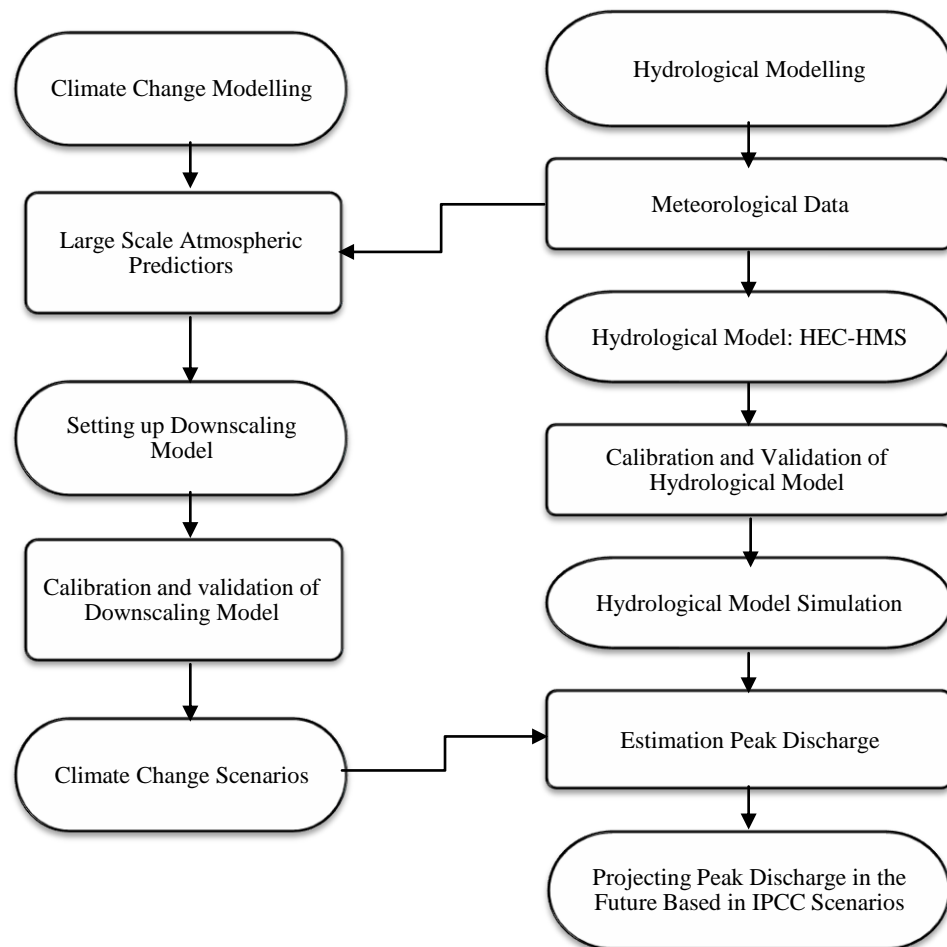 Climate Change Modelling
Large Scale Atmospheric
Predictiors
Setting up Downscaling
Model
Calibration and validation of
Downscaling Model
Climate Change Scenarios
Hydrological Modelling
Meteorological Data
Hydrological Model: HEC-HMS
Calibration and Validation of
Hydrological Model
Hydrological Model Simulation
Estimation Peak Discharge
Projecting Peak Discharge in the
Future Based in IPCC Scenarios